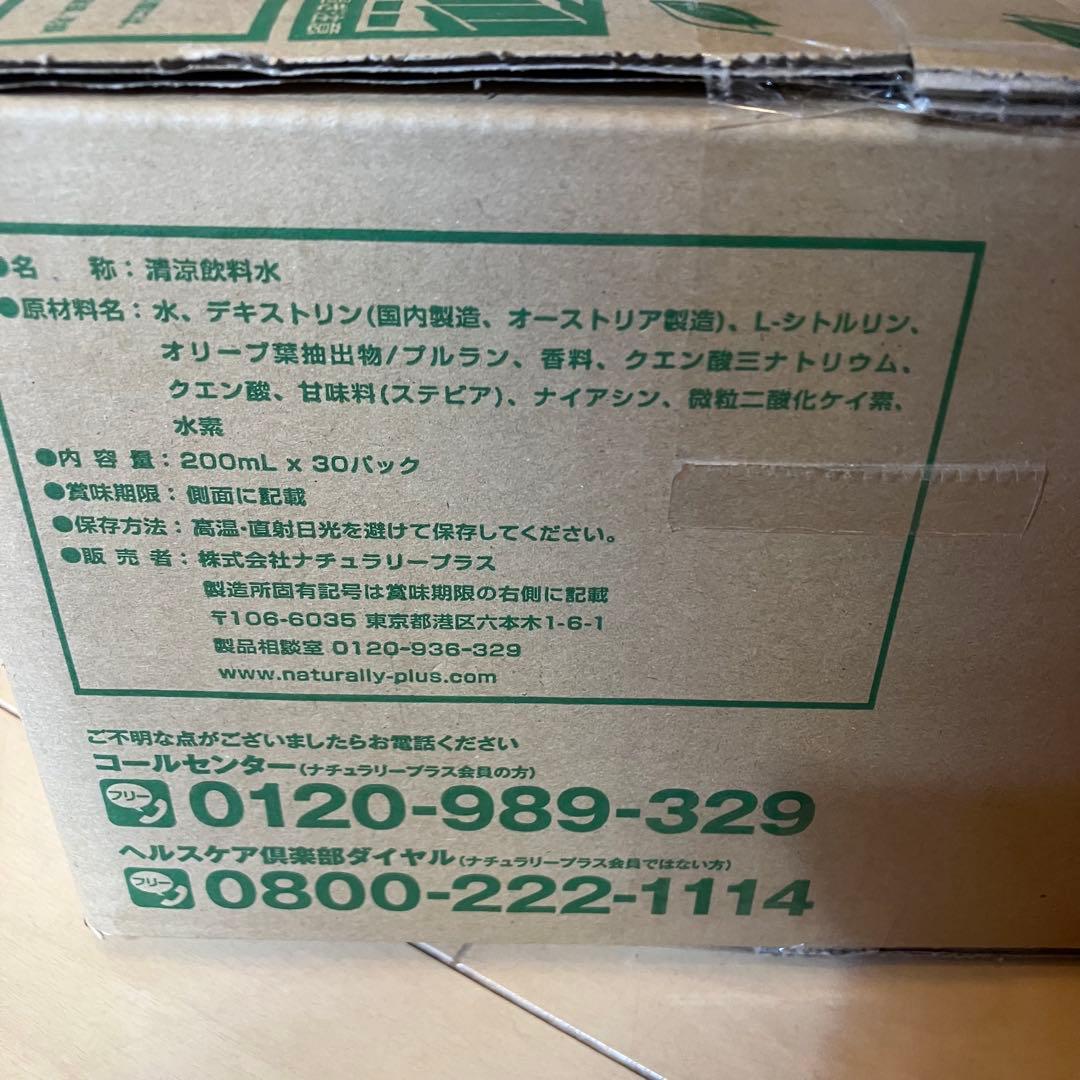 ●名　称：清涼飲料水
●原材料名：水、デキストリン(国内製造、オーストリア製造)、L-シトルリン、
オリーブ葉抽出物/プルラン、香料、クエン酸三ナトリウム、
クエン酸、甘味料(ステビア)、ナイアシン、微粒二酸化ケイ素、
水素
●内 容 量：200mL x 30パック
●賞味期限：側面に記載
●保存方法：高温・直射日光を避けて保存してください。
●販 売 者：株式会社ナチュラリープラス
製造所固有記号は賞味期限の右側に記載
〒106-6035 東京都港区六本木1-6-1
製品相談室 0120-936-329
www.naturally-plus.com
ご不明な点がございましたらお電話ください
コールセンター(ナチュラリープラス会員の方)
フリー 0120-989-329
ヘルスケア倶楽部ダイヤル(ナチュラリープラス会員ではない方)
フリー 0800-222-1114